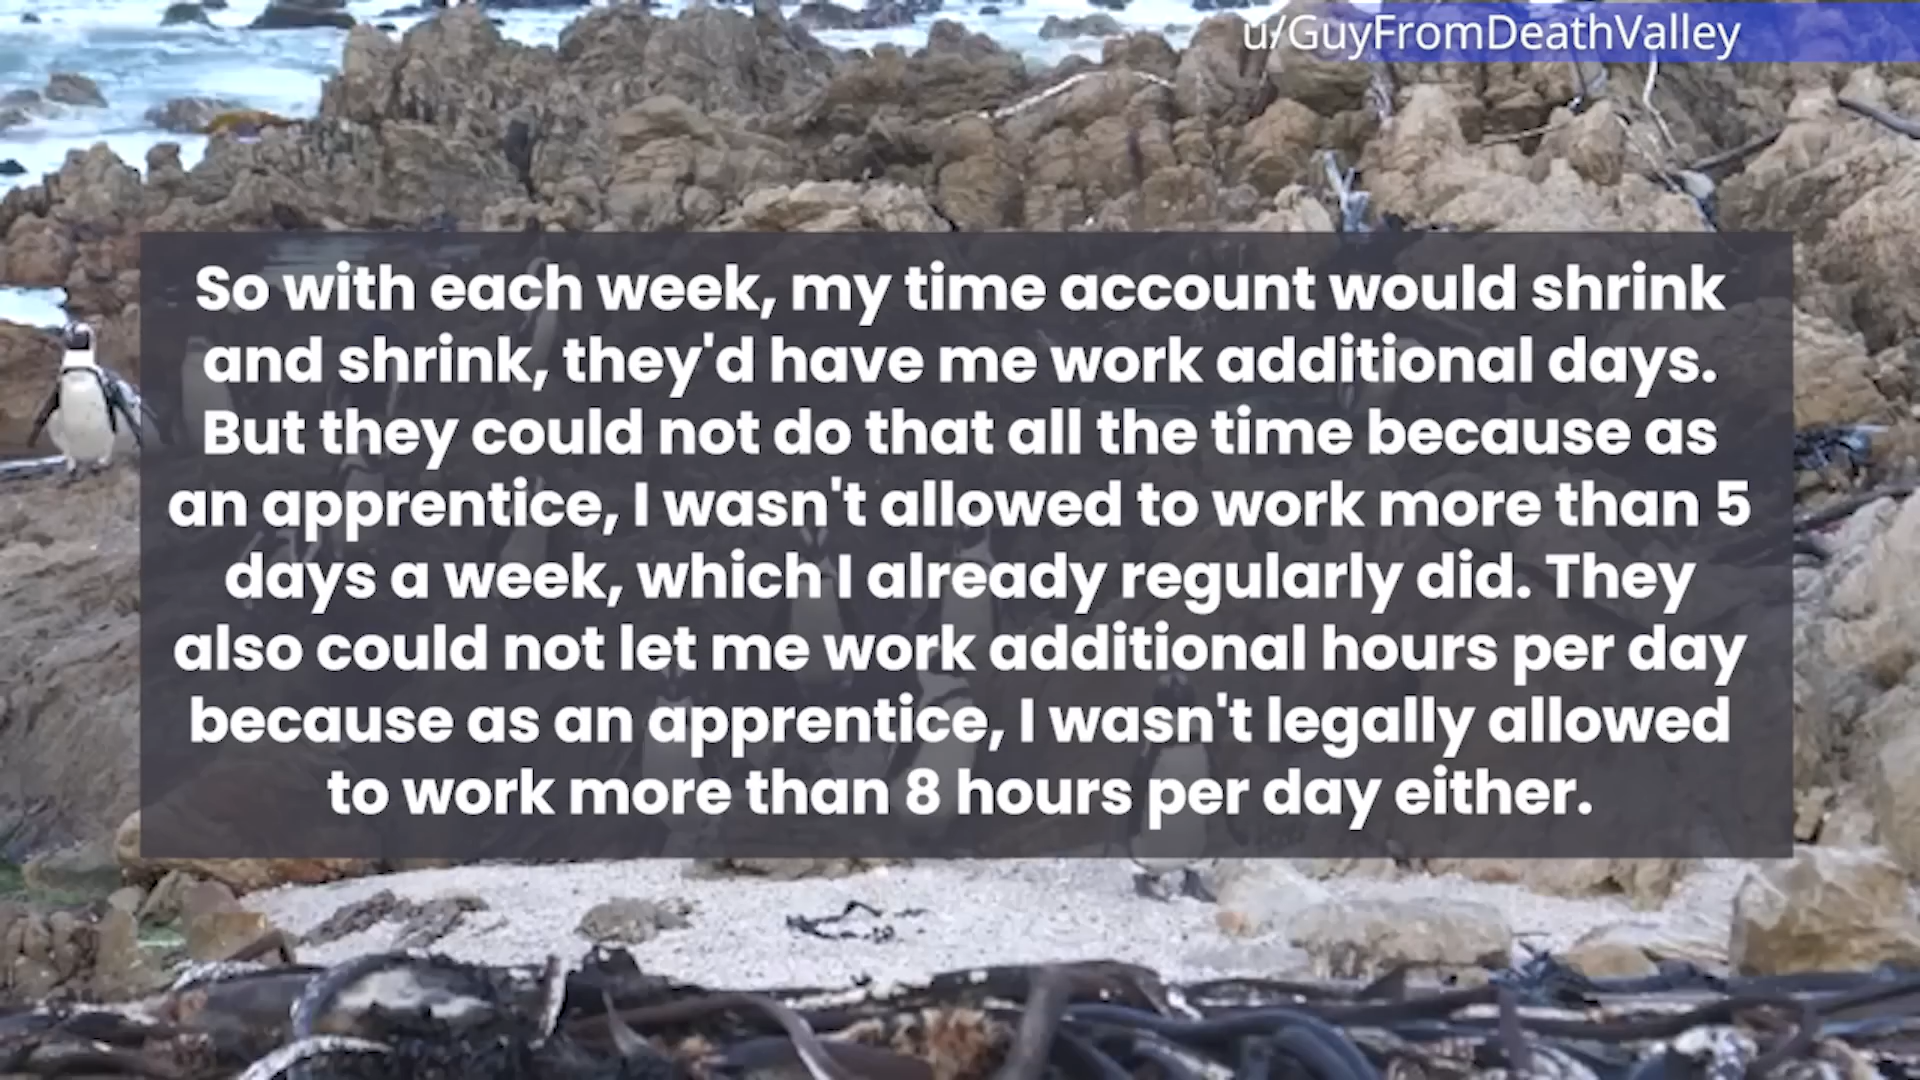 u/GuyFromDeathValley
So with each week, my time account would shrink
and shrink, they'd have me work additional days.
But they could not do that all the time because as
an apprentice, I wasn't allowed to work more than 5
days a week, which I already regularly did. They
also could not let me work additional hours per day
because as an apprentice, I wasn't legally allowed
to work more than 8 hours per day either.